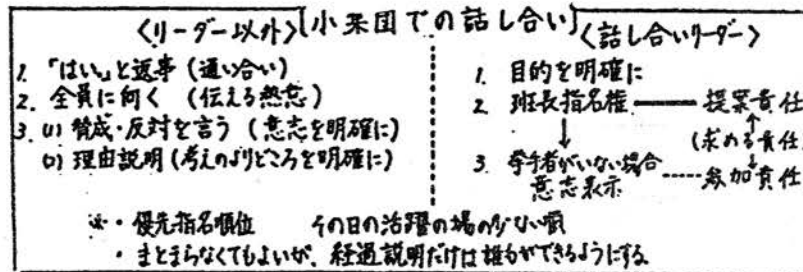 〔小集団での話し合い〕
〈リーダー以外〉
1. 「はい」と返事（通い合い）
2. 全員に向く（伝える熱意）
3. (イ) 賛成・反対を言う（意志を明確に）
(ロ) 理由説明（考えのよりどころを明確に）
〈話し合いリーダー〉
1. 目的を明確に
2. 班長指名権 ― 提案責任
↓ ↑
(求める責任)
↓
3. 挙手者がいない場合 意志表示 …… 参加責任
※・優先指名順位 その日の活躍の場の少ない順
・まとまらなくてもよいが、経過説明だけは誰もができるようにする